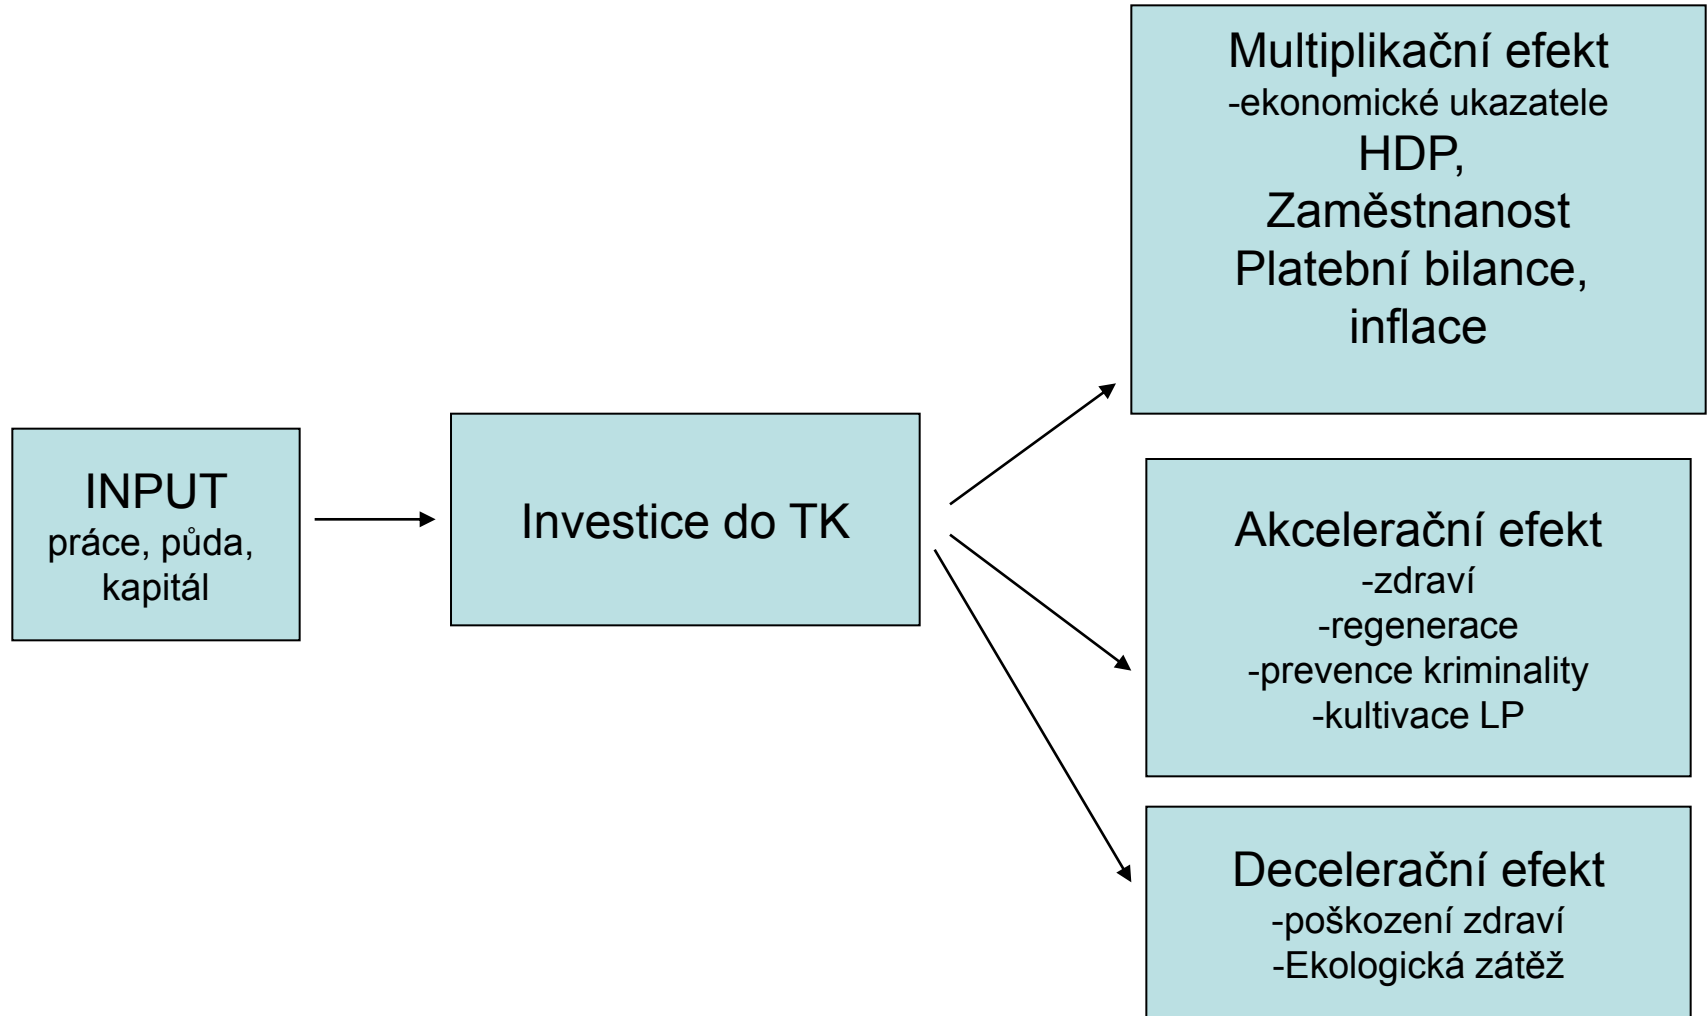 INPUT
práce, půda,
kapitál
Investice do TK
Multiplikační efekt
-ekonomické ukazatele
HDP,
Zaměstnanost
Platební bilance,
inflace
Akcelerační efekt
-zdraví
-regenerace
-prevence kriminality
-kultivace LP
Decelerační efekt
-poškození zdraví
-Ekologická zátěž